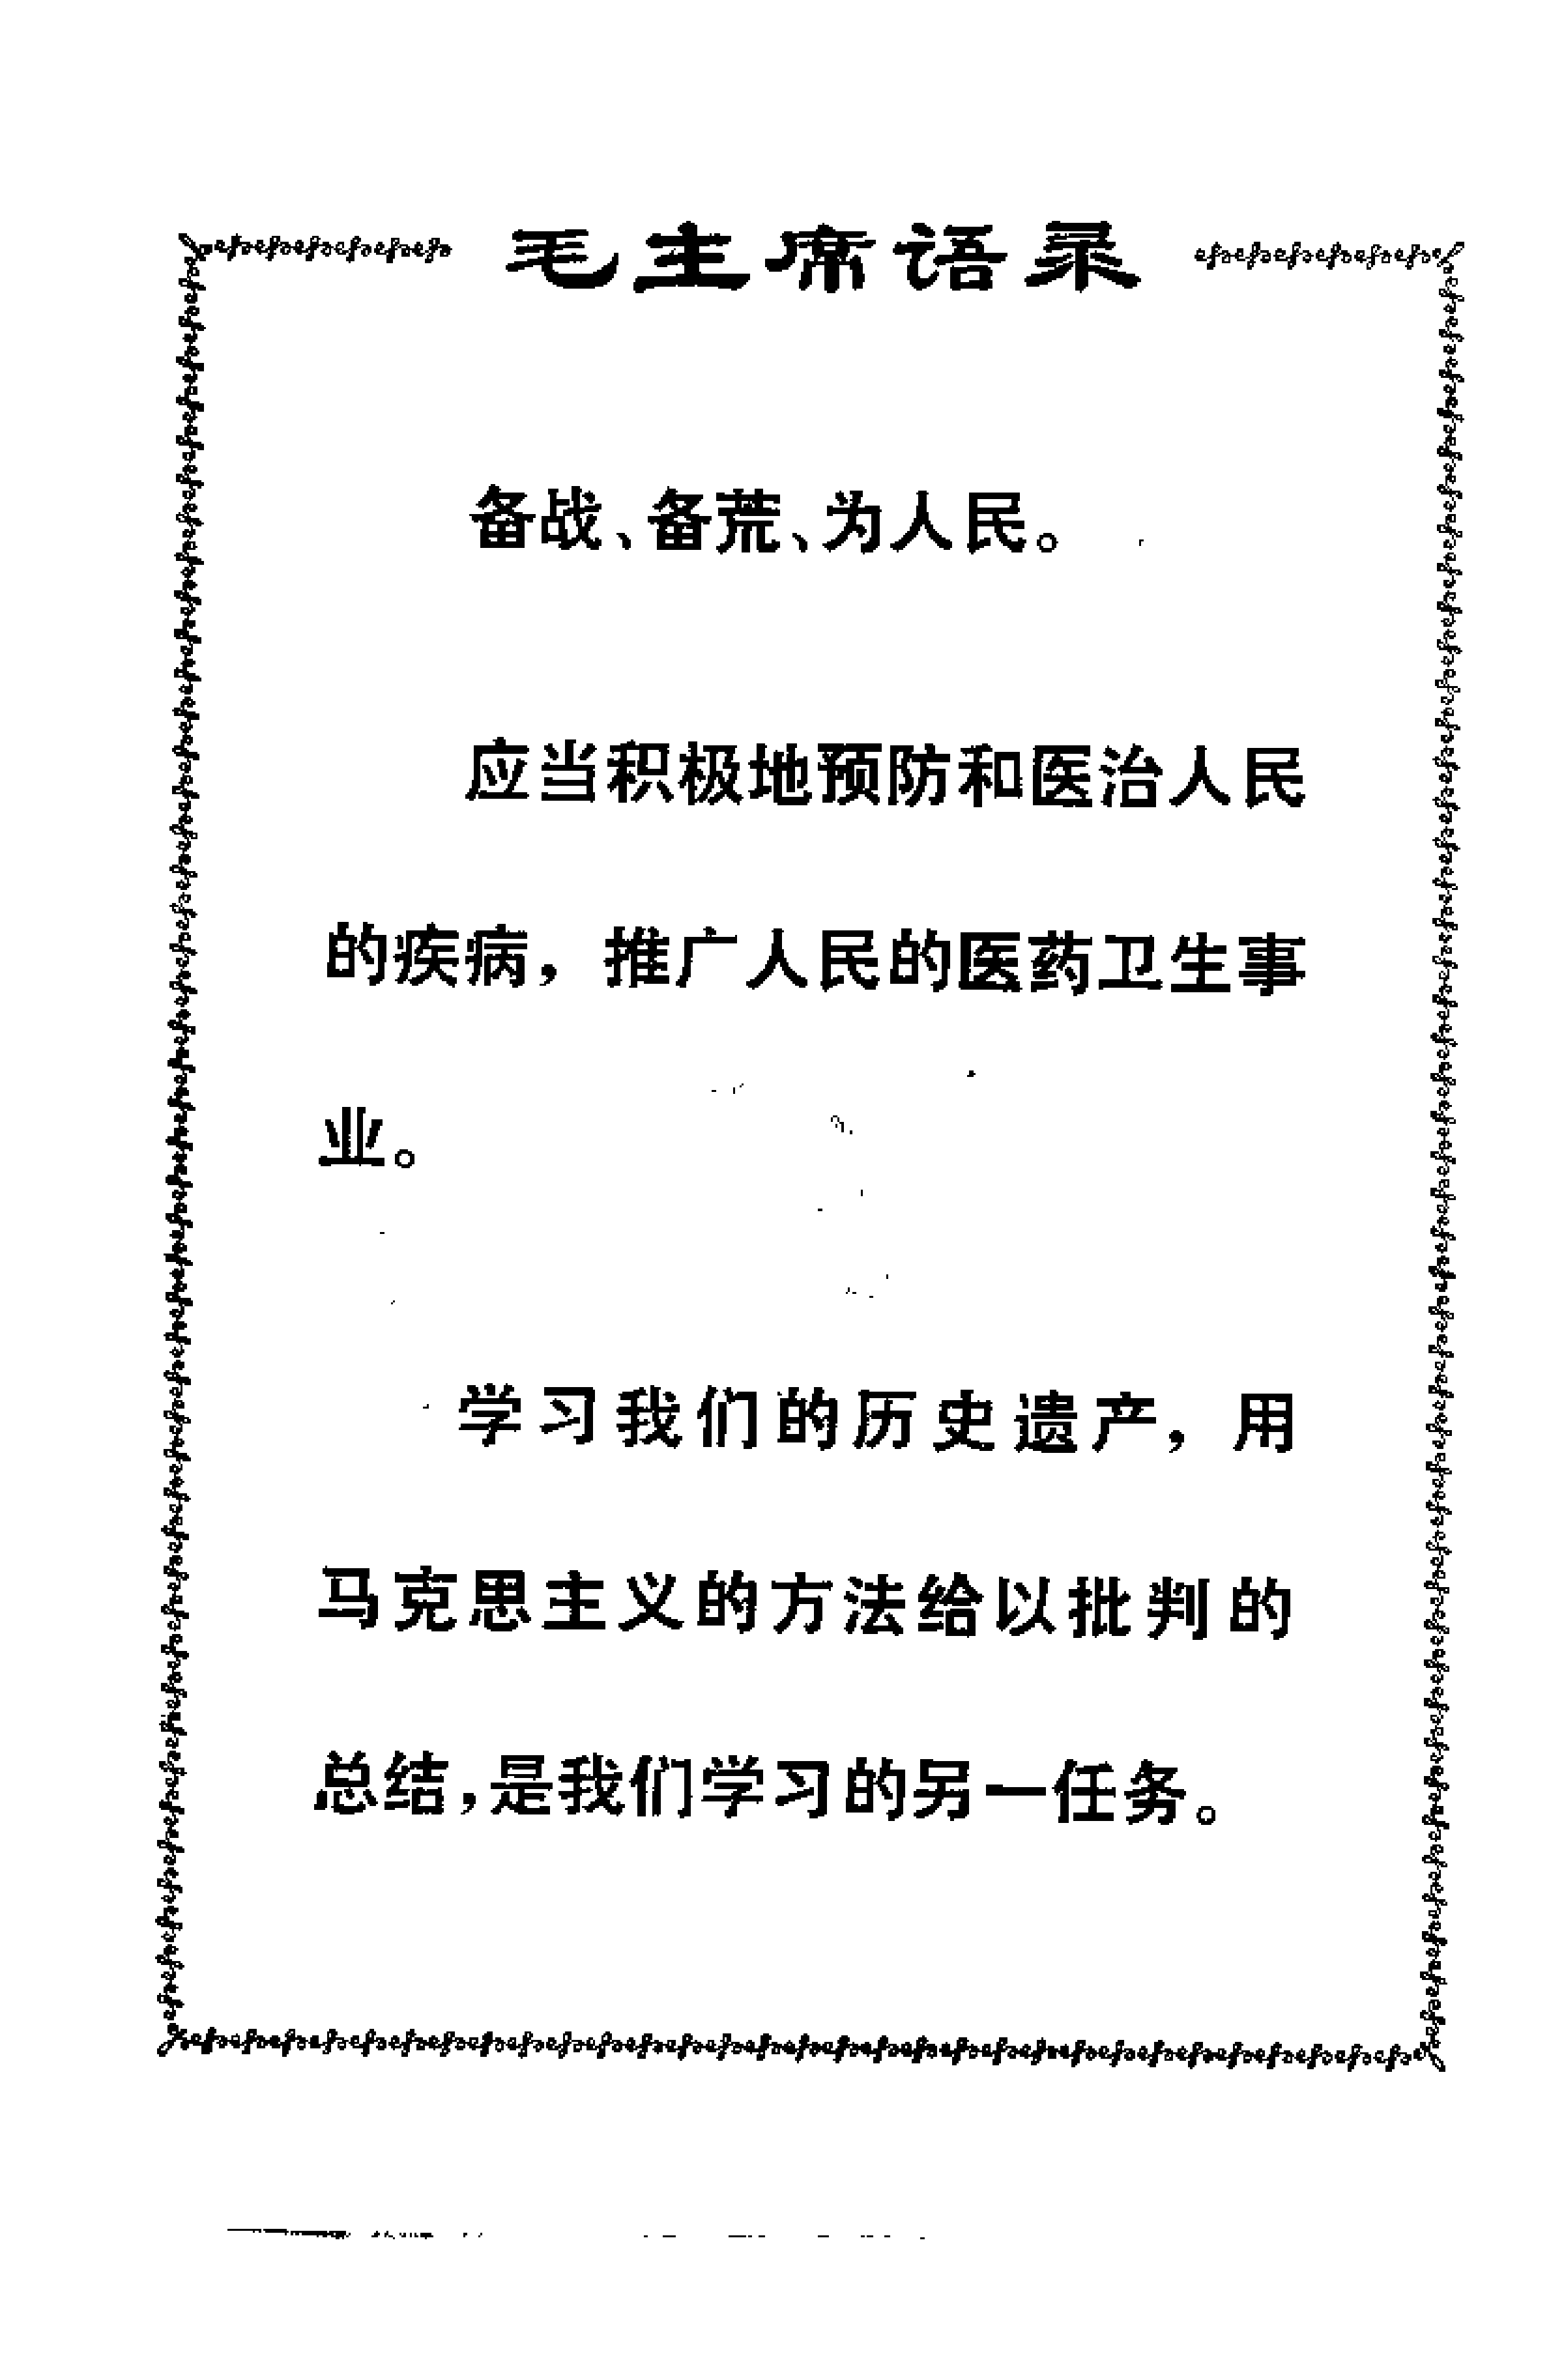 毛主席语录
备战、备荒、为人民。
应当积极地预防和医治人民
的疾病，推广人民的医药卫生事
业。
学习我们的历史遗产，用
马克思主义的方法给以批判的
总结，是我们学习的另一任务。